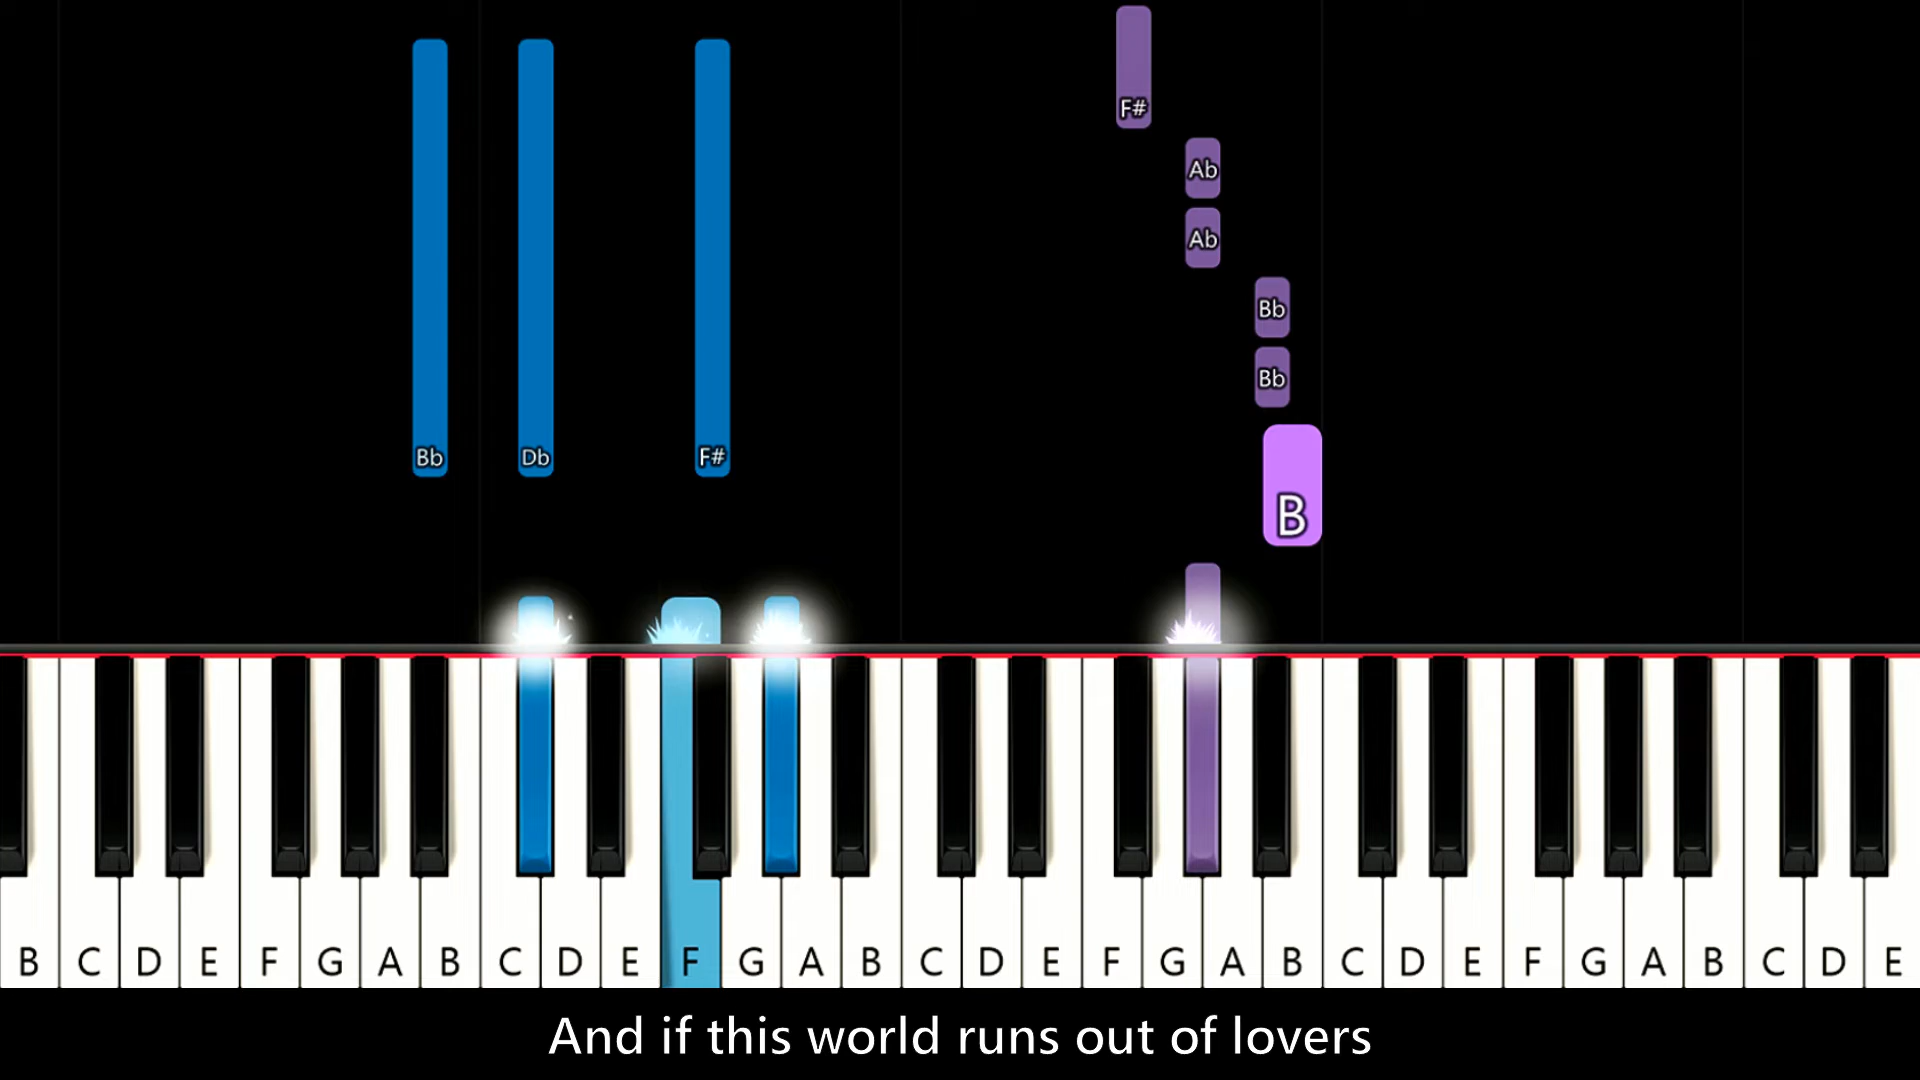 F#
Ab
Ab
Bb
Bb
Bb Db F#
B
B C D E F G A B C D E F G A B C D E F G A B C D E F G A B C D E
And if this world runs out of lovers